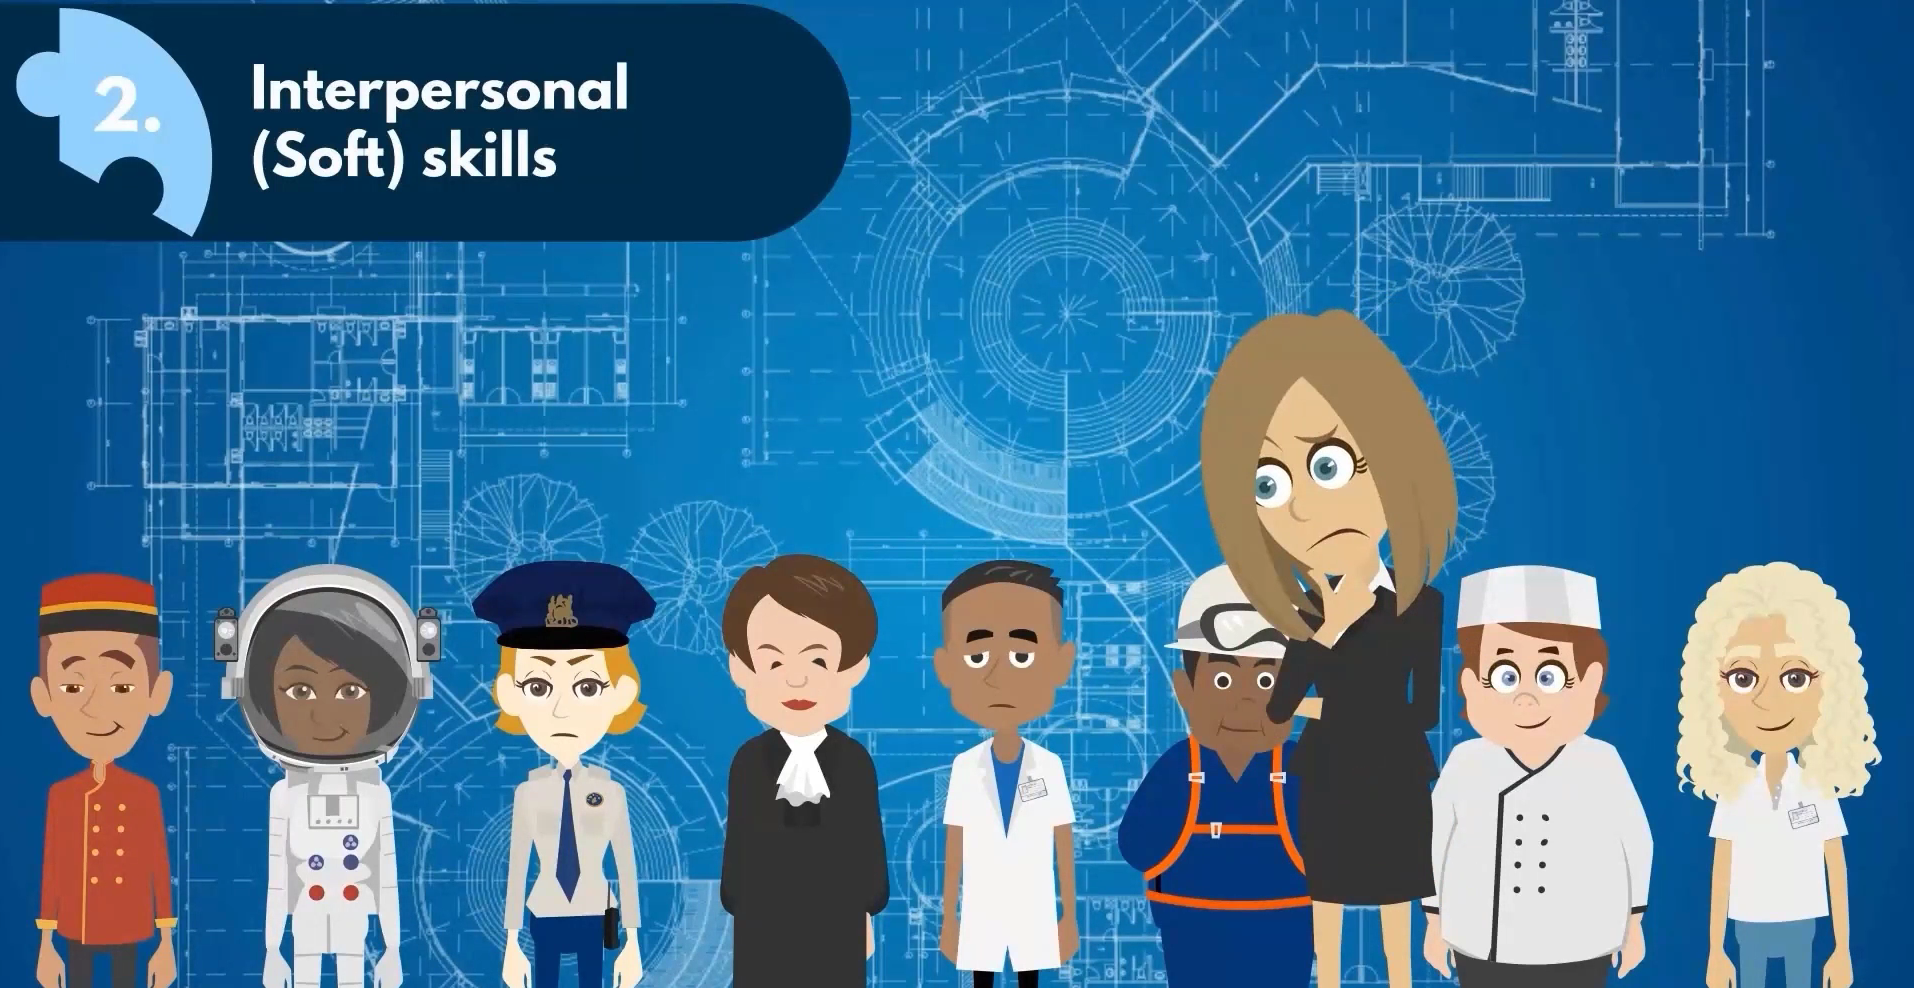 2.
Interpersonal
(Soft) skills